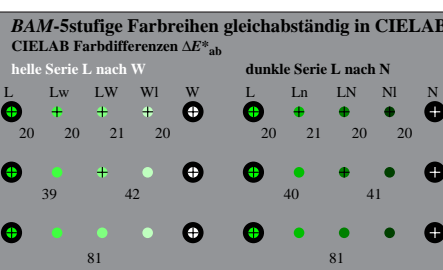 BAM-5stufige Farbreihen gleichabständig in CIELAB
CIELAB Farbdifferenzen ΔE*ab
helle Serie L nach W dunkle Serie L nach N
L Lw LW Wl W L Ln LN Nl N
20 20 21 20 20 21 20 20
39 42 40 41
81 81